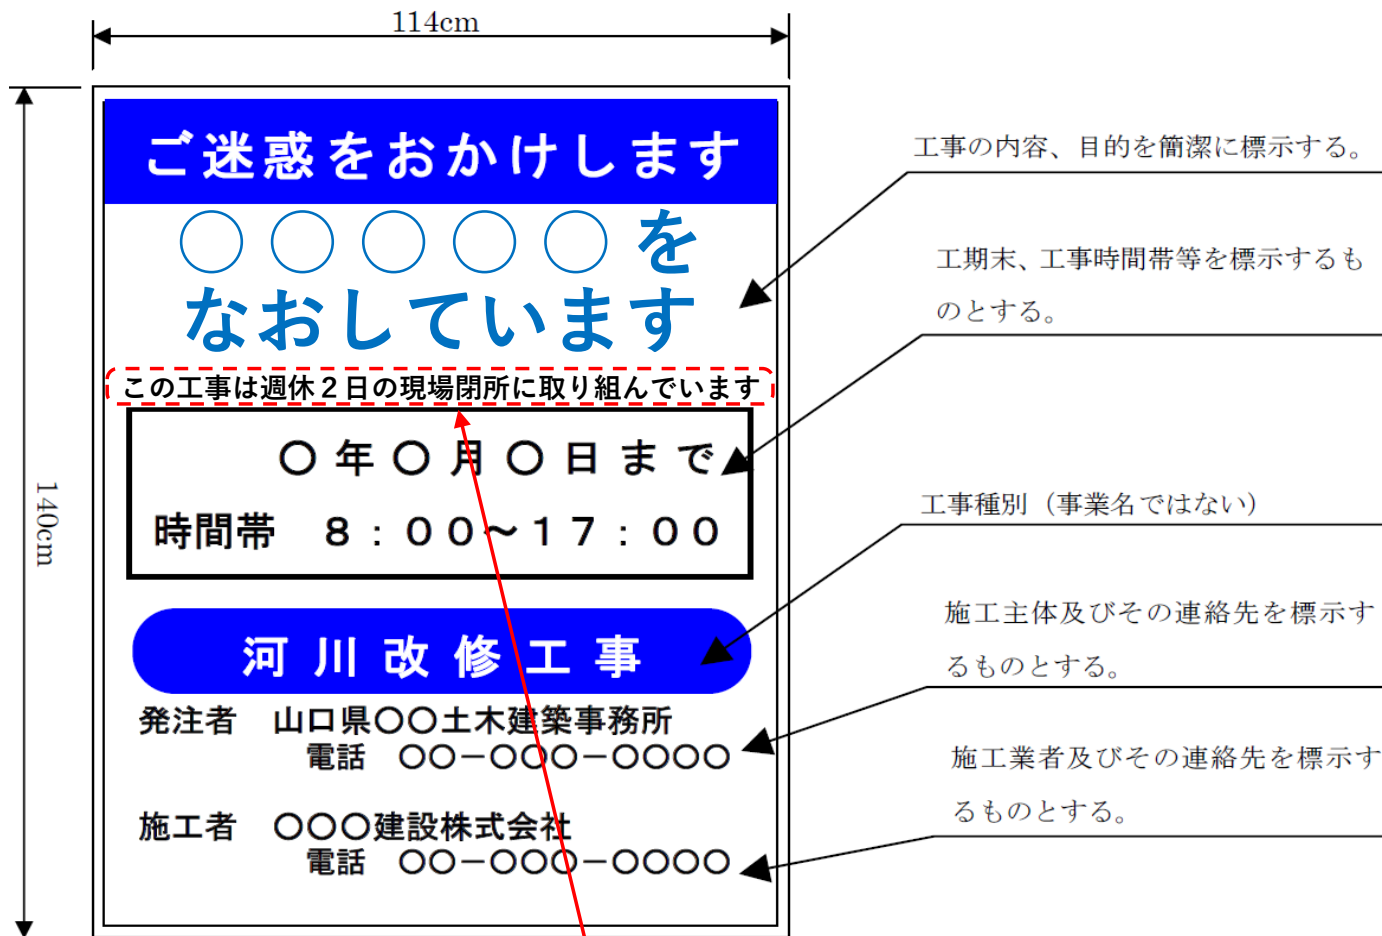 114cm
140cm
ご迷惑をおかけします
○○○○○を
なおしています
この工事は週休２日の現場閉所に取り組んでいます
○年○月○日まで
時間帯　８：００～１７：００
河川改修工事
発注者　山口県○○土木建築事務所
電話　○○－○○○－○○○○
施工者　○○○建設株式会社
電話　○○－○○○－○○○○
工事の内容、目的を簡潔に標示する。
工期末、工事時間帯等を標示するも
のとする。
工事種別（事業名ではない）
施工主体及びその連絡先を標示す
るものとする。
施工業者及びその連絡先を標示す
るものとする。